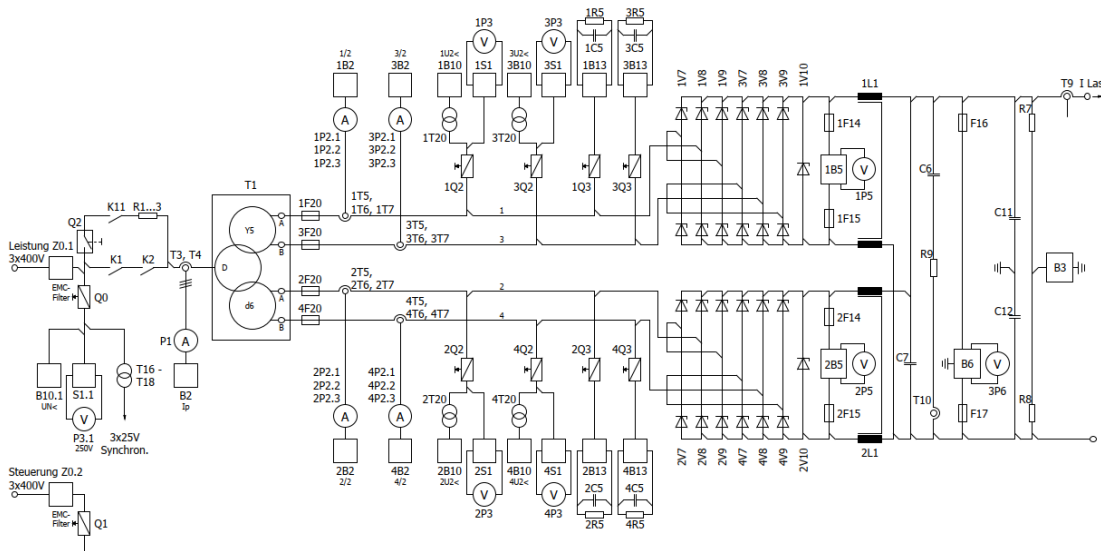 1/2
1B2
3/2
3B2
1U2<
1B10
1P3
V
1S1
3U2<
3B10
3P3
V
3S1
1R5
1C5
1B13
3R5
3C5
3B13
1V7
1V8
1V9
3V7
3V8
3V9
1V10
1L1
T9
I Las
A
1P2.1
1P2.2
1P2.3
A
3P2.1
3P2.2
3P2.3
1T20
3T20
1Q2
3Q2
1Q3
3Q3
1F14
1B5
V
1P5
1F15
F16
R7
C6
C11
R9
B3
T1
Y5
D
d6
A
B
A
B
1F20
3F20
2F20
4F20
1T5,
1T6, 1T7
3T5,
3T6, 3T7
2T5,
2T6, 2T7
4T5,
4T6, 4T7
1
3
2
4
Q2
K11
R1...3
Leistung Z0.1
3x400V
EMC-
Filter
K1
K2
T3, T4
Q0
P1
A
B2
Ip
B10.1
UN<
S1.1
V
P3.1
250V
T16 -
T18
3x25V
Synchron.
2P2.1
2P2.2
2P2.3
A
2B2
2/2
4P2.1
4P2.2
4P2.3
A
4B2
4/2
2Q2
4Q2
2Q3
4Q3
2T20
4T20
2B10
2U2<
2S1
V
2P3
4B10
4U2<
4S1
V
4P3
2B13
2C5
2R5
4B13
4C5
4R5
2V7
2V8
2V9
4V7
4V8
4V9
2V10
2F14
2B5
V
2P5
2F15
2L1
C7
T10
C12
B6
V
3P6
F17
R8
Steuerung Z0.2
3x400V
EMC-
Filter
Q1